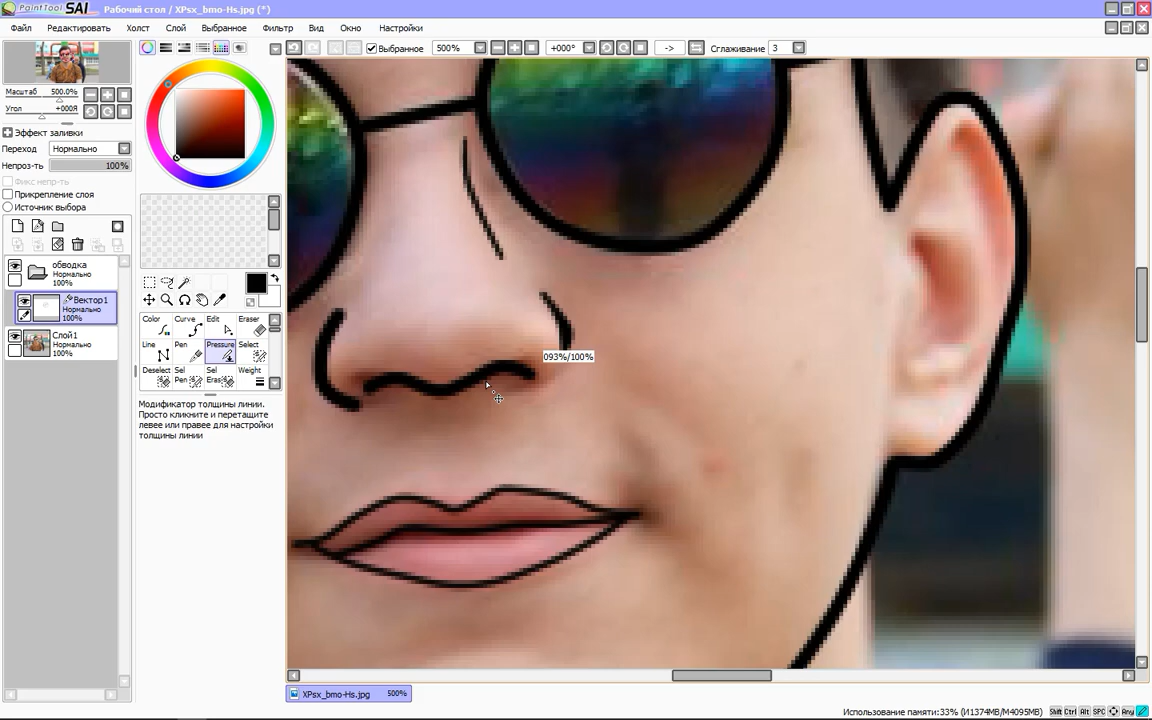 PaintTool SAI Рабочий стол / XPsx_bmo-Hs.jpg (*)
Файл Редактировать Холст Слой Выбранное Фильтр Вид Окно Настройки
Выбранное 500% +000° -> Сглаживание 3
Масштаб 500.0%
Угол +000Я
Эффект заливки
Переход Нормально
Непроз-ть 100%
Фикс непр-ть
Прикрепление слоя
Источник выбора
обводка
Нормально
100%
Вектор1
Нормально
100%
Слой1
Нормально
100%
Color Curve Edit Eraser
Line Pen Pressure Select
Deselect Sel Pen Sel Eras Weight
Модификатор толщины линии.
Просто кликните и перетащите
левее или правее для настройки
толщины линии
093%/100%
XPsx_bmo-Hs.jpg 500%
Использование памяти:33% (И1374MB/M4095MB) Shift Ctrl Alt SPC Any